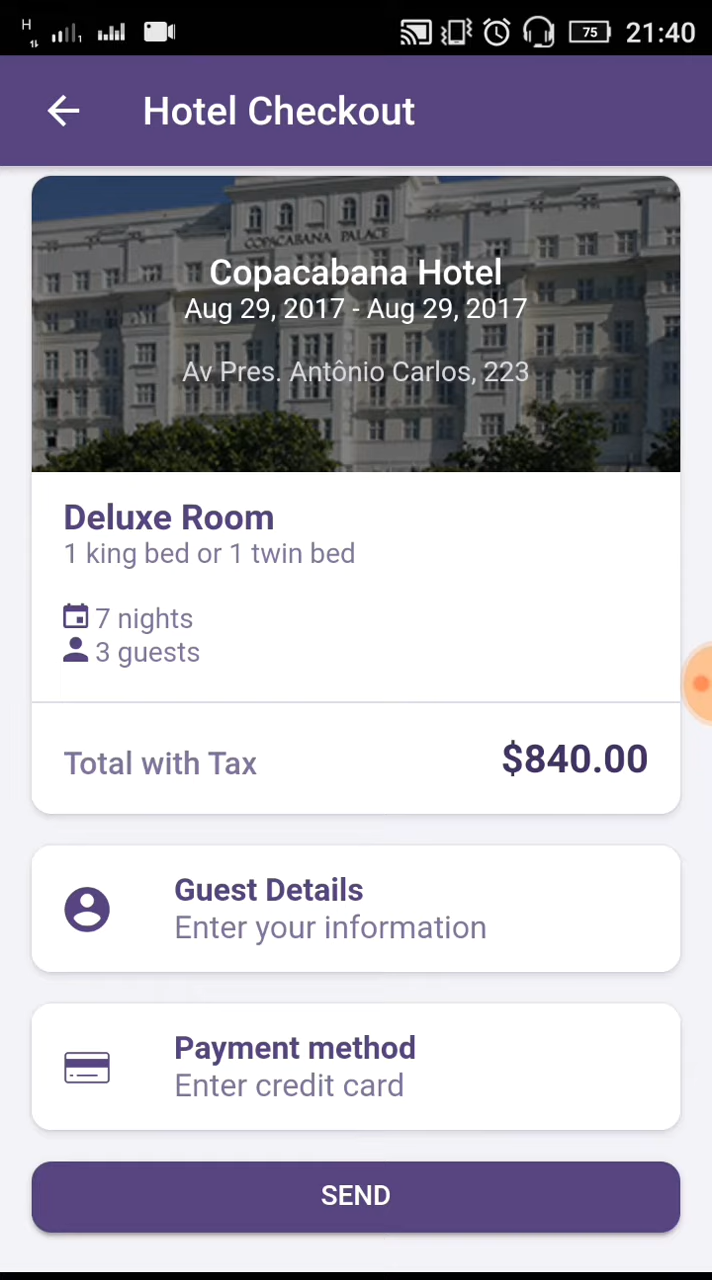 H
75
21:40
Hotel Checkout
COPACABANA PALACE
Copacabana Hotel
Aug 29, 2017 - Aug 29, 2017
Av Pres. Antônio Carlos, 223
Deluxe Room
1 king bed or 1 twin bed
7 nights
3 guests
Total with Tax
$840.00
Guest Details
Enter your information
Payment method
Enter credit card
SEND